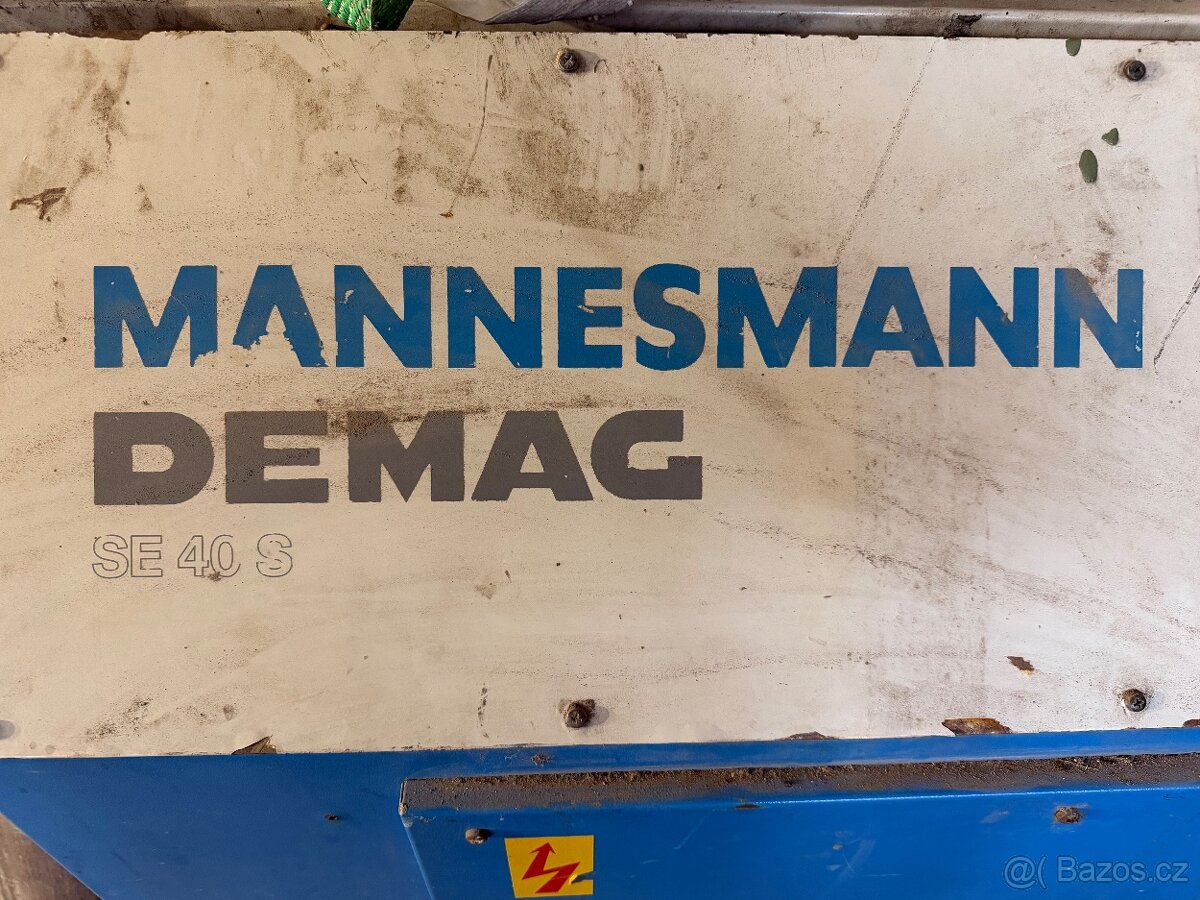 MANNESMANN
DEMAG
SE 40 S
@( Bazos.cz